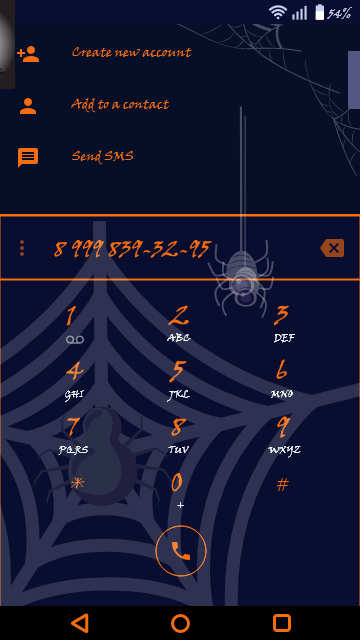 54%
Create new account
Add to a contact
Send SMS
8 999 839-32-95
1 2 3
ABC DEF
4 5 6
GHI JKL MNO
7 8 9
PQRS TUV WXYZ
* 0 #
+